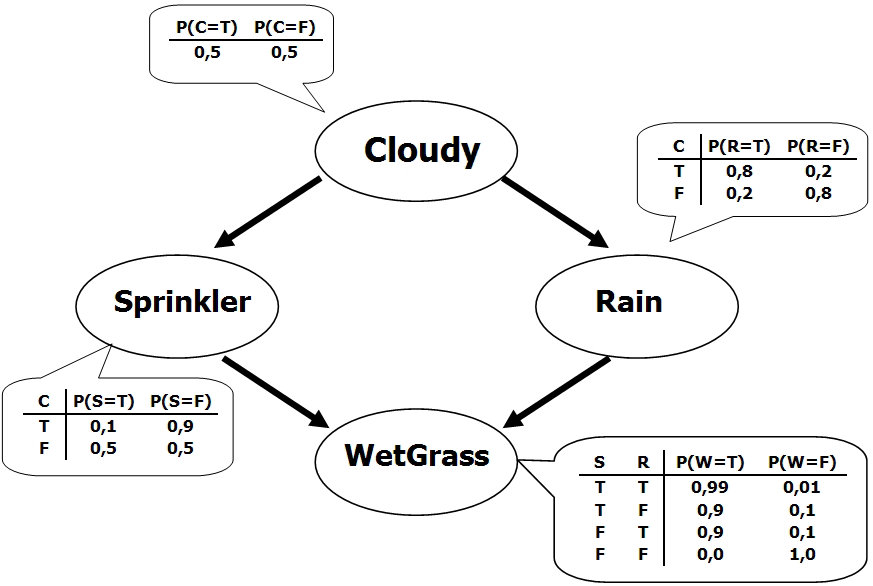 P(C=T) P(C=F)
0,5 0,5
Cloudy
C P(R=T) P(R=F)
T 0,8 0,2
F 0,2 0,8
Sprinkler
Rain
C P(S=T) P(S=F)
T 0,1 0,9
F 0,5 0,5
WetGrass
S R P(W=T) P(W=F)
T T 0,99 0,01
T F 0,9 0,1
F T 0,9 0,1
F F 0,0 1,0